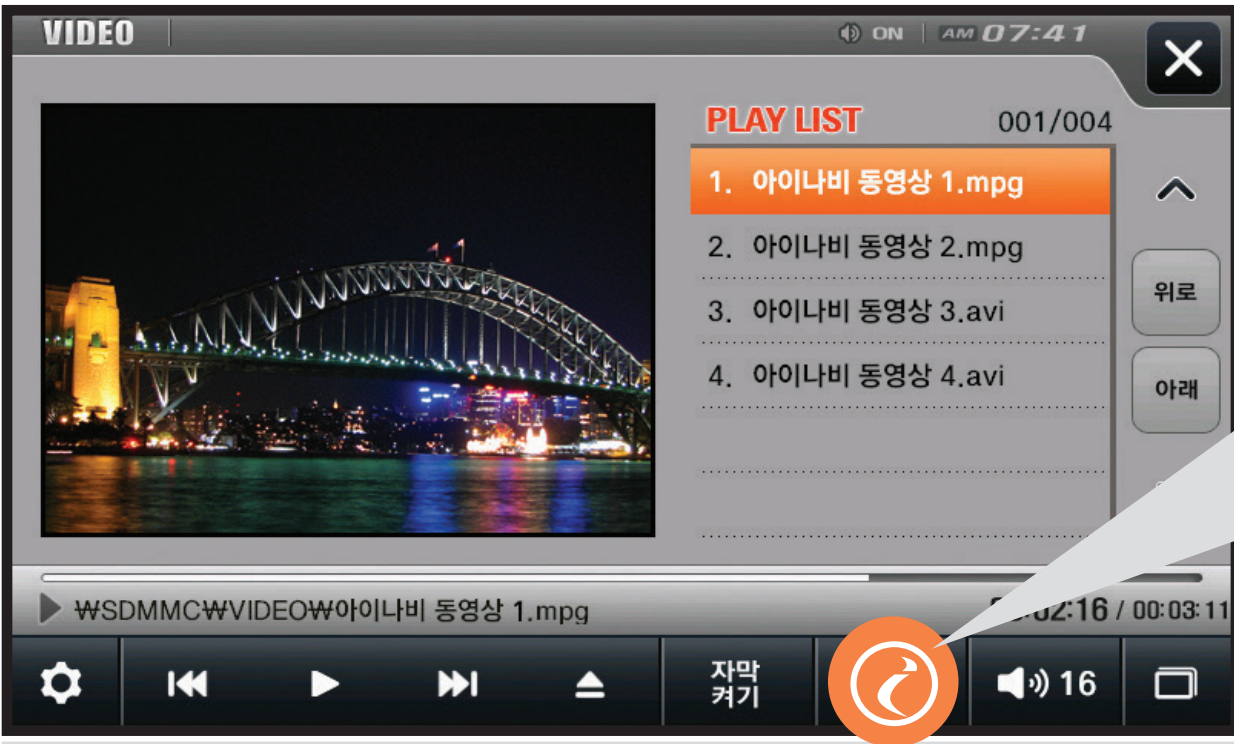 VIDEO
ON
AM 07:41
PLAY LIST 001/004
1. 아이나비 동영상 1.mpg
2. 아이나비 동영상 2.mpg
3. 아이나비 동영상 3.avi
4. 아이나비 동영상 4.avi
위로
아래
₩SDMMC₩VIDEO₩아이나비 동영상 1.mpg
:02:16 / 00:03:11
자막
켜기
16